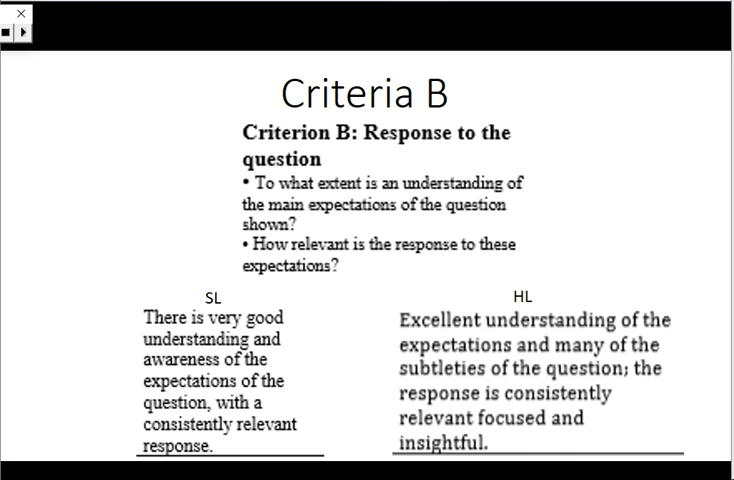 Criteria B
Criterion B: Response to the
question
• To what extent is an understanding of
the main expectations of the question
shown?
• How relevant is the response to these
expectations?
SL
There is very good
understanding and
awareness of the
expectations of the
question, with a
consistently relevant
response.
HL
Excellent understanding of the
expectations and many of the
subtleties of the question; the
response is consistently
relevant focused and
insightful.